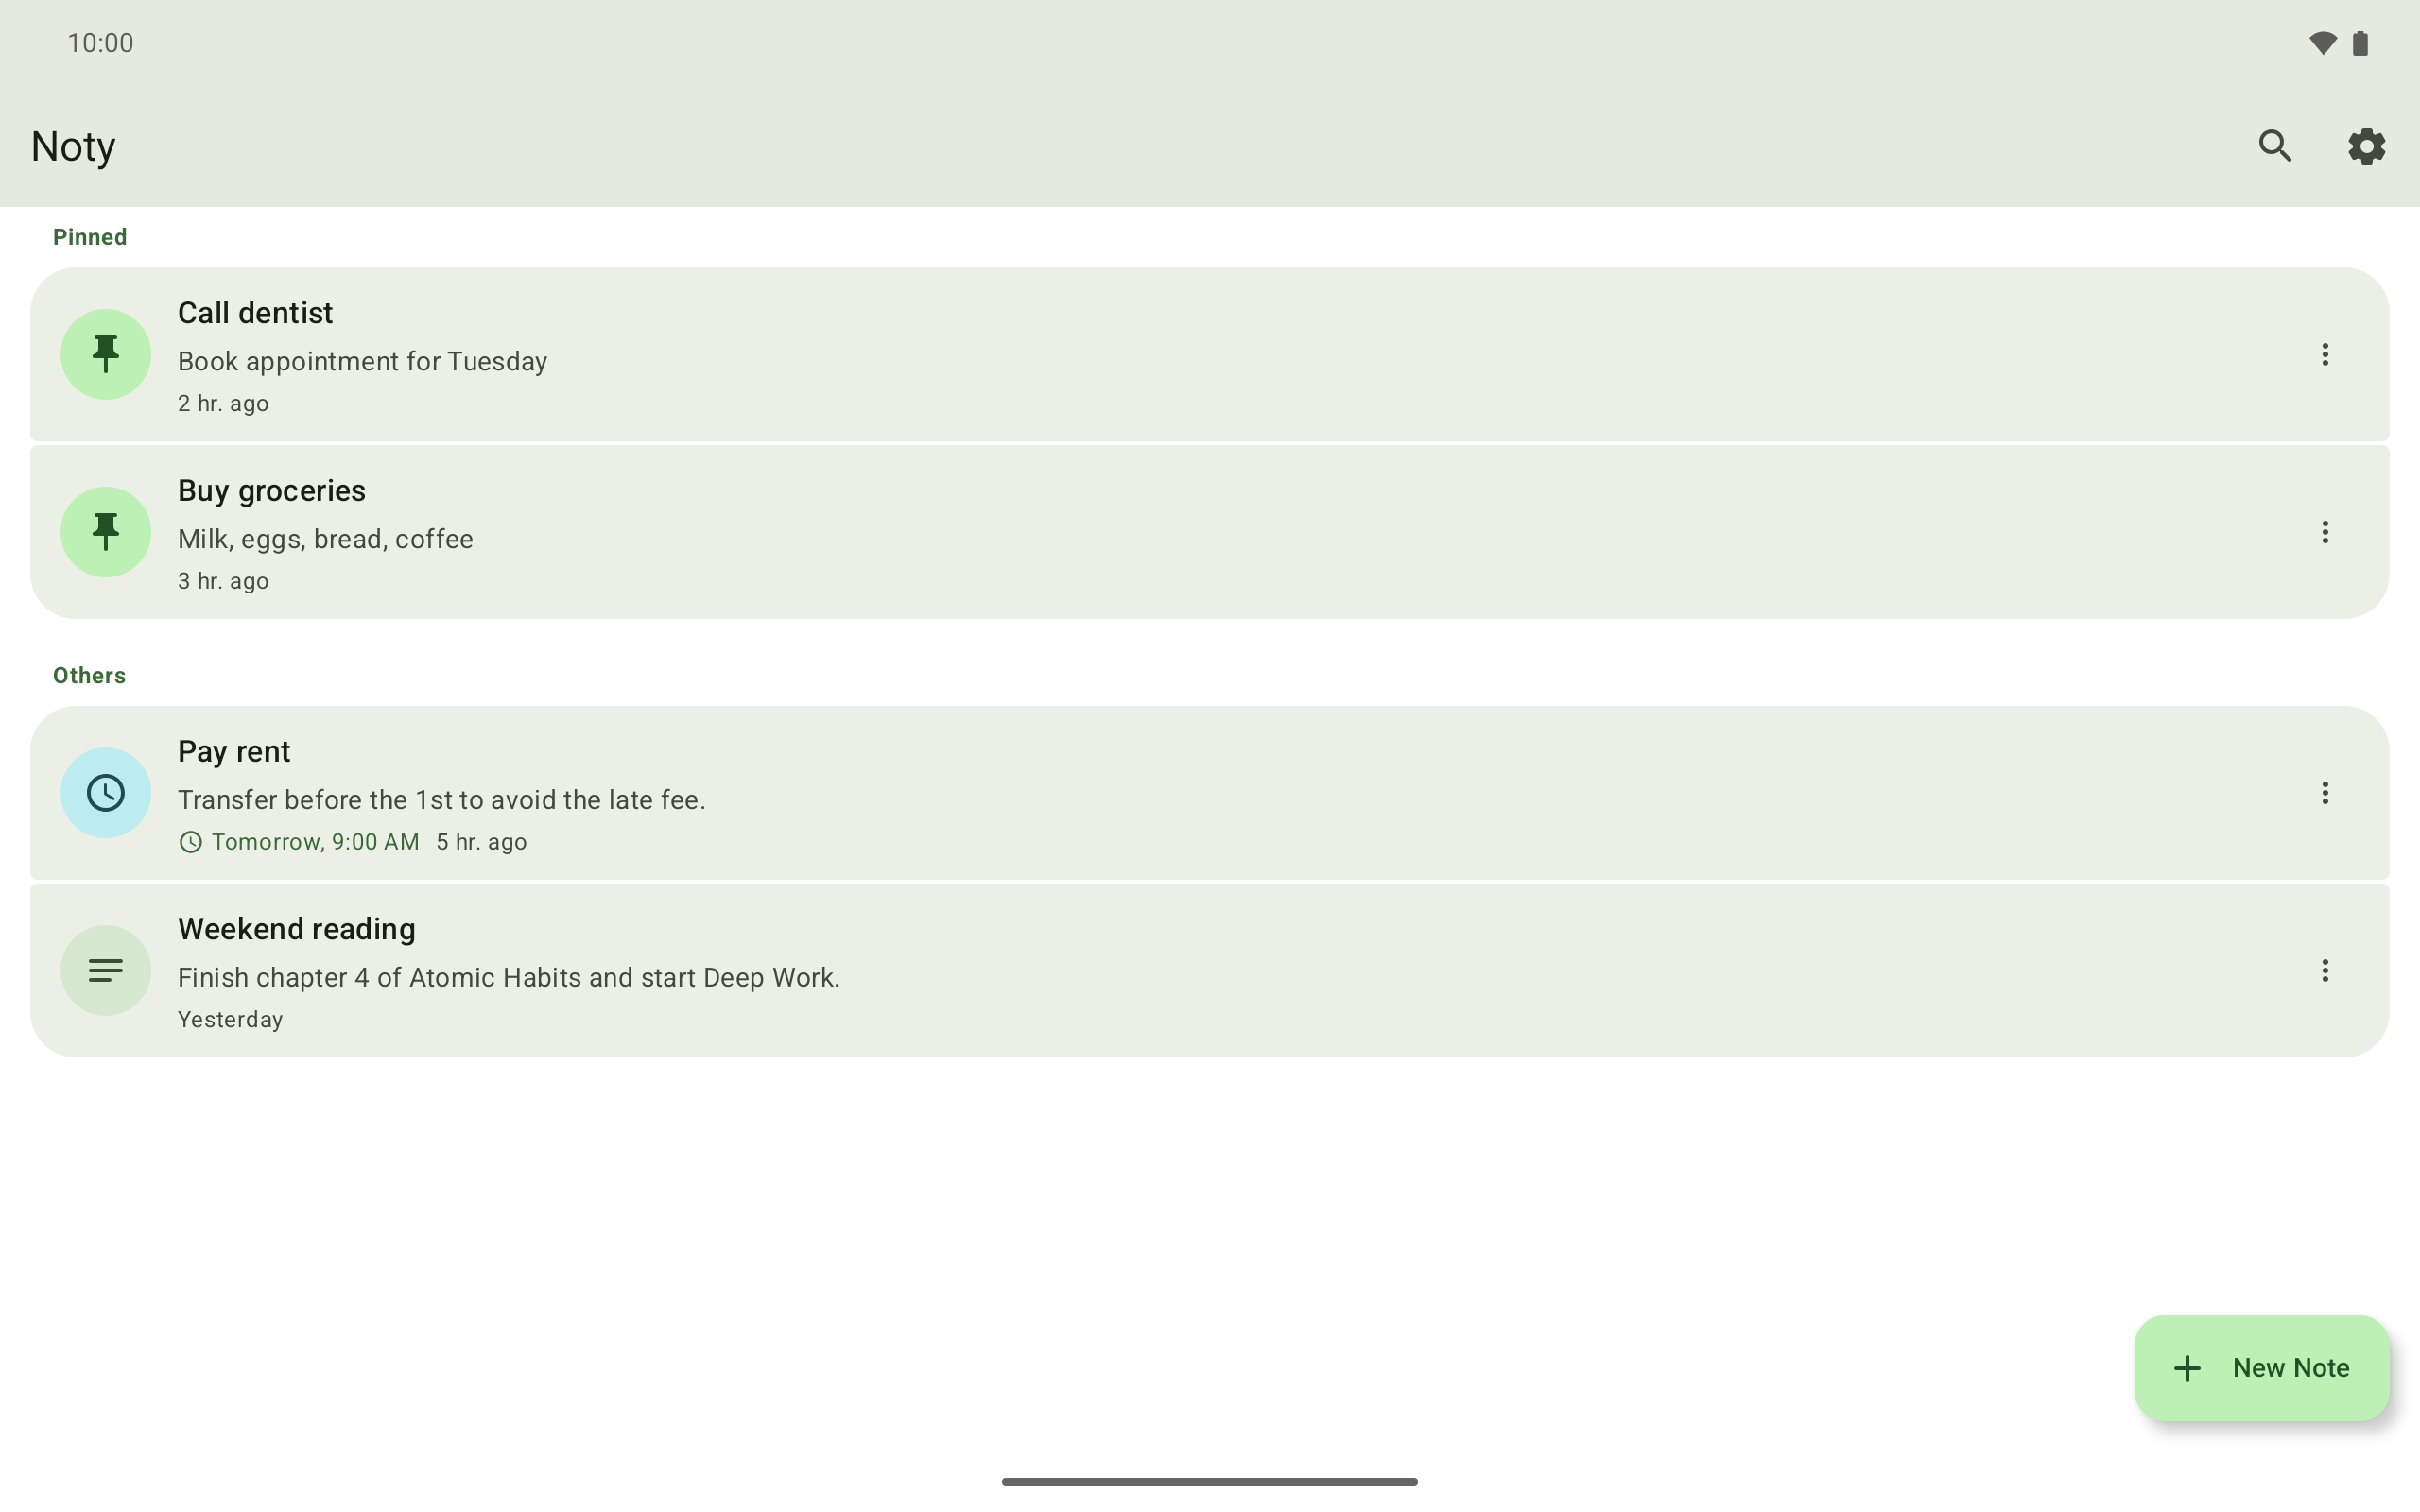 10:00
Noty
Pinned
Call dentist
Book appointment for Tuesday
2 hr. ago
Buy groceries
Milk, eggs, bread, coffee
3 hr. ago
Others
Pay rent
Transfer before the 1st to avoid the late fee.
Tomorrow, 9:00 AM 5 hr. ago
Weekend reading
Finish chapter 4 of Atomic Habits and start Deep Work.
Yesterday
New Note